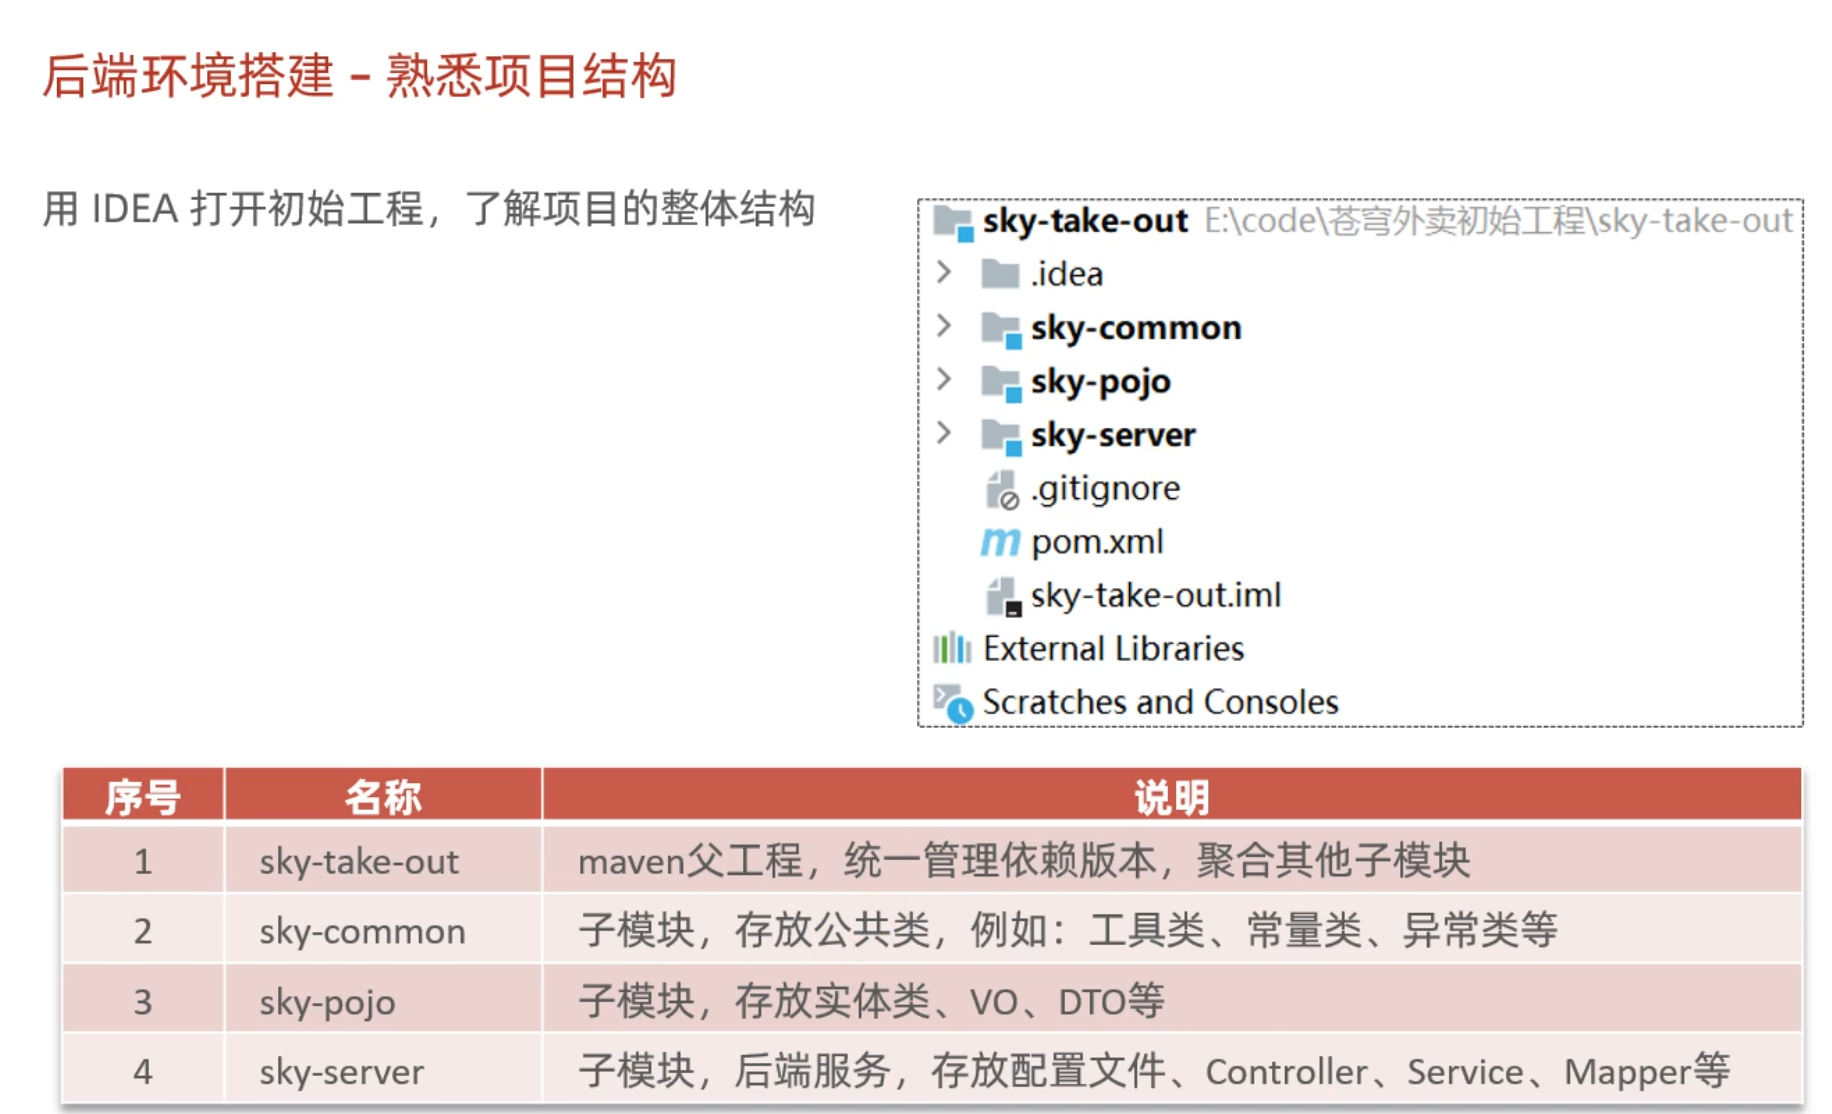 后端环境搭建 – 熟悉项目结构
用 IDEA 打开初始工程，了解项目的整体结构
sky-take-out E:\code\苍穹外卖初始工程\sky-take-out
.idea
sky-common
sky-pojo
sky-server
.gitignore
pom.xml
sky-take-out.iml
External Libraries
Scratches and Consoles
序号 名称 说明
1 sky-take-out maven父工程，统一管理依赖版本，聚合其他子模块
2 sky-common 子模块，存放公共类，例如：工具类、常量类、异常类等
3 sky-pojo 子模块，存放实体类、VO、DTO等
4 sky-server 子模块，后端服务，存放配置文件、Controller、Service、Mapper等